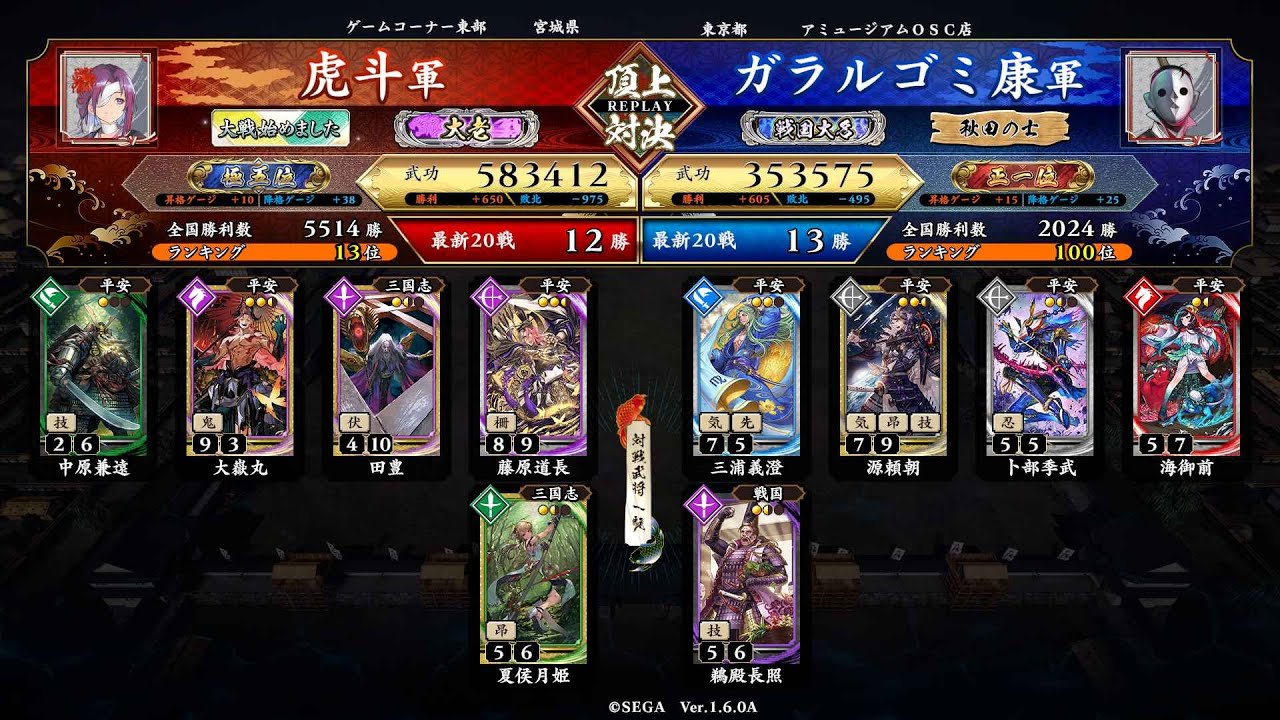 ゲームコーナー東部 宮城県
東京都 アミュージアムOSC店
虎斗軍
頂上
REPLAY
対決
ガラルゴミ康軍
大戦始めました
大老
戦国大名
秋田の士
極王位
武功 583412
勝利 +650 敗北 -975
昇格ゲージ +10 降格ゲージ +38
全国勝利数 5514勝
ランキング 13位
最新20戦 12勝
武功 353575
勝利 +605 敗北 -495
正一位
昇格ゲージ +15 降格ゲージ +25
最新20戦 13勝
全国勝利数 2024勝
ランキング 100位
平安
技
2 6
中原兼遠
平安
鬼
9 3
大嶽丸
三国志
伏
4 10
田豊
平安
柵
8 9
藤原道長
三国志
昂
5 6
夏侯月姫
対戦武将一覧
平安
気 先
7 5
三浦義澄
平安
気 昂 技
7 9
源頼朝
平安
忍
5 5
卜部季武
平安
5 7
海御前
戦国
技
5 6
鵜殿長照
©SEGA Ver.1.6.0A